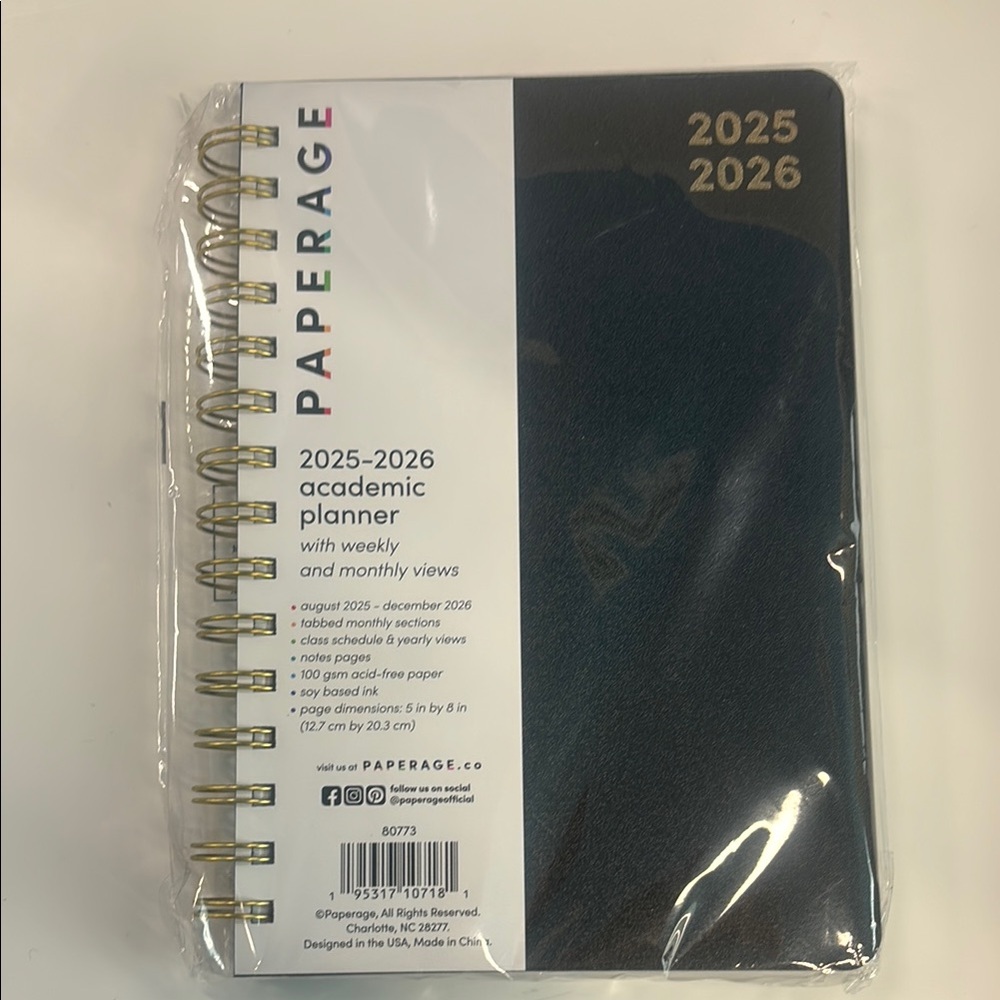 PAPERAGE
2025
2026
2025-2026
academic
planner
with weekly
and monthly views
• august 2025 - december 2026
• tabbed monthly sections
• class schedule & yearly views
• notes pages
• 100 gsm acid-free paper
• soy based ink
• page dimensions: 5 in by 8 in
(12.7 cm by 20.3 cm)
visit us at PAPERAGE.co
follow us on social
@paperageofficial
80773
1 95317 10718 1
©Paperage, All Rights Reserved.
Charlotte, NC 28277.
Designed in the USA, Made in China.